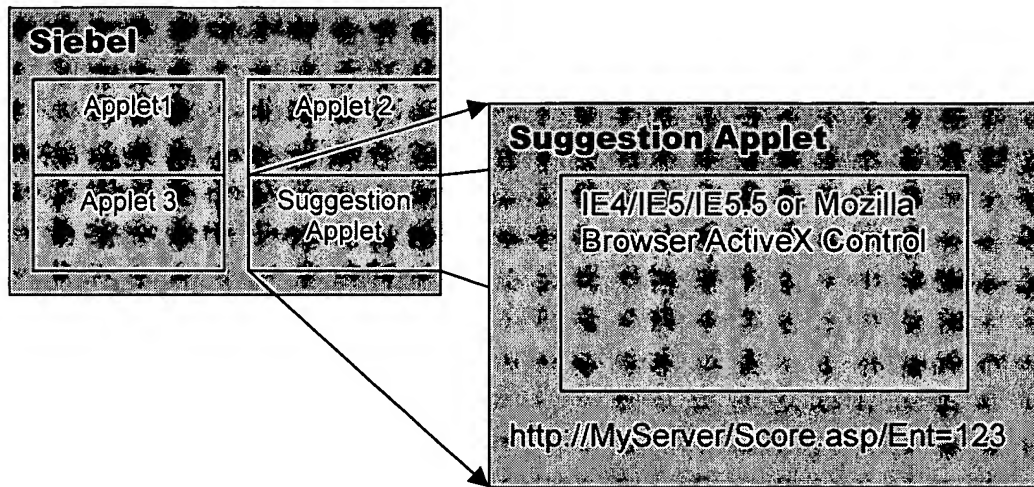 Siebel
Applet1
Applet 2
Applet 3
Suggestion
Applet
Suggestion Applet
IE4/IE5/IE5.5 or Mozilla
Browser ActiveX Control
http://MyServer/Score.asp/Ent=123